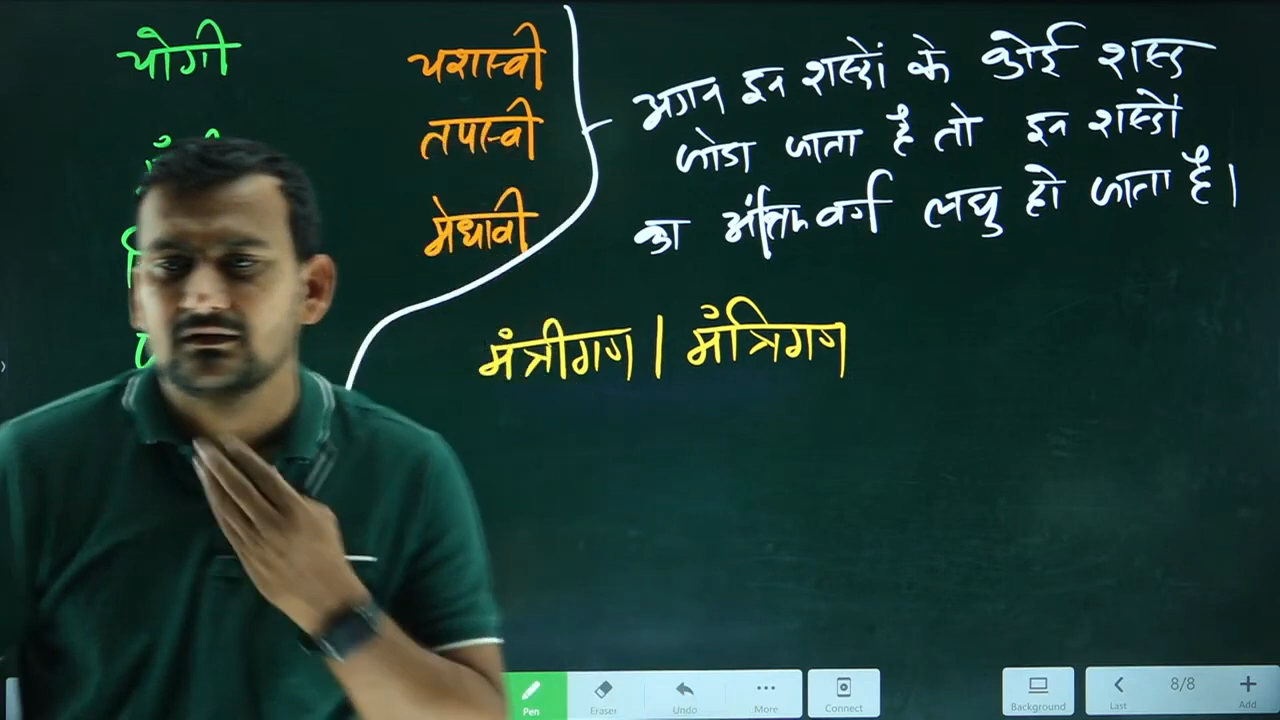 योगी
यशस्वी
तपस्वी
मेधावी
अगर इन शब्दों के कोई शब्द
जोडा जाता है तो इन शब्दों
का अंतिम वर्ण लघु हो जाता है।
मंत्रीगण | मंत्रिगण
Pen
Eraser
Undo
More
Connect
Background
Last
8/8
Add